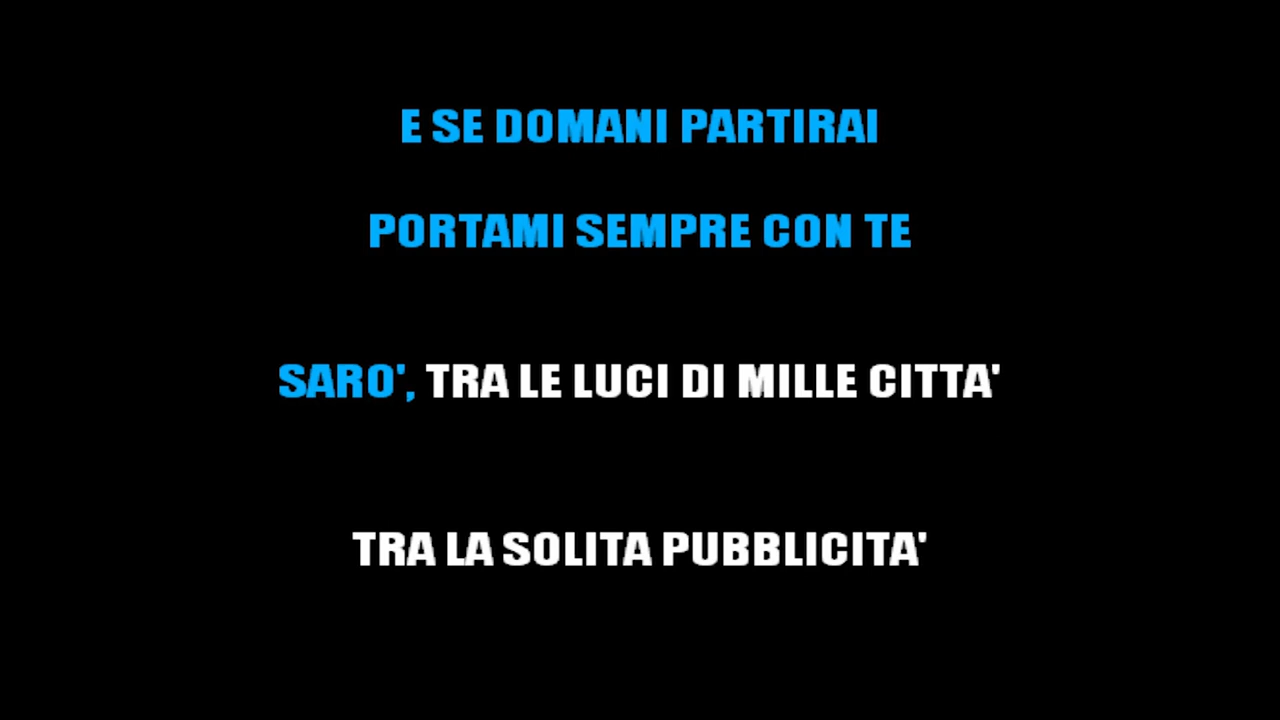 E SE DOMANI PARTIRAI
PORTAMI SEMPRE CON TE
SARO', TRA LE LUCI DI MILLE CITTA'
TRA LA SOLITA PUBBLICITA'